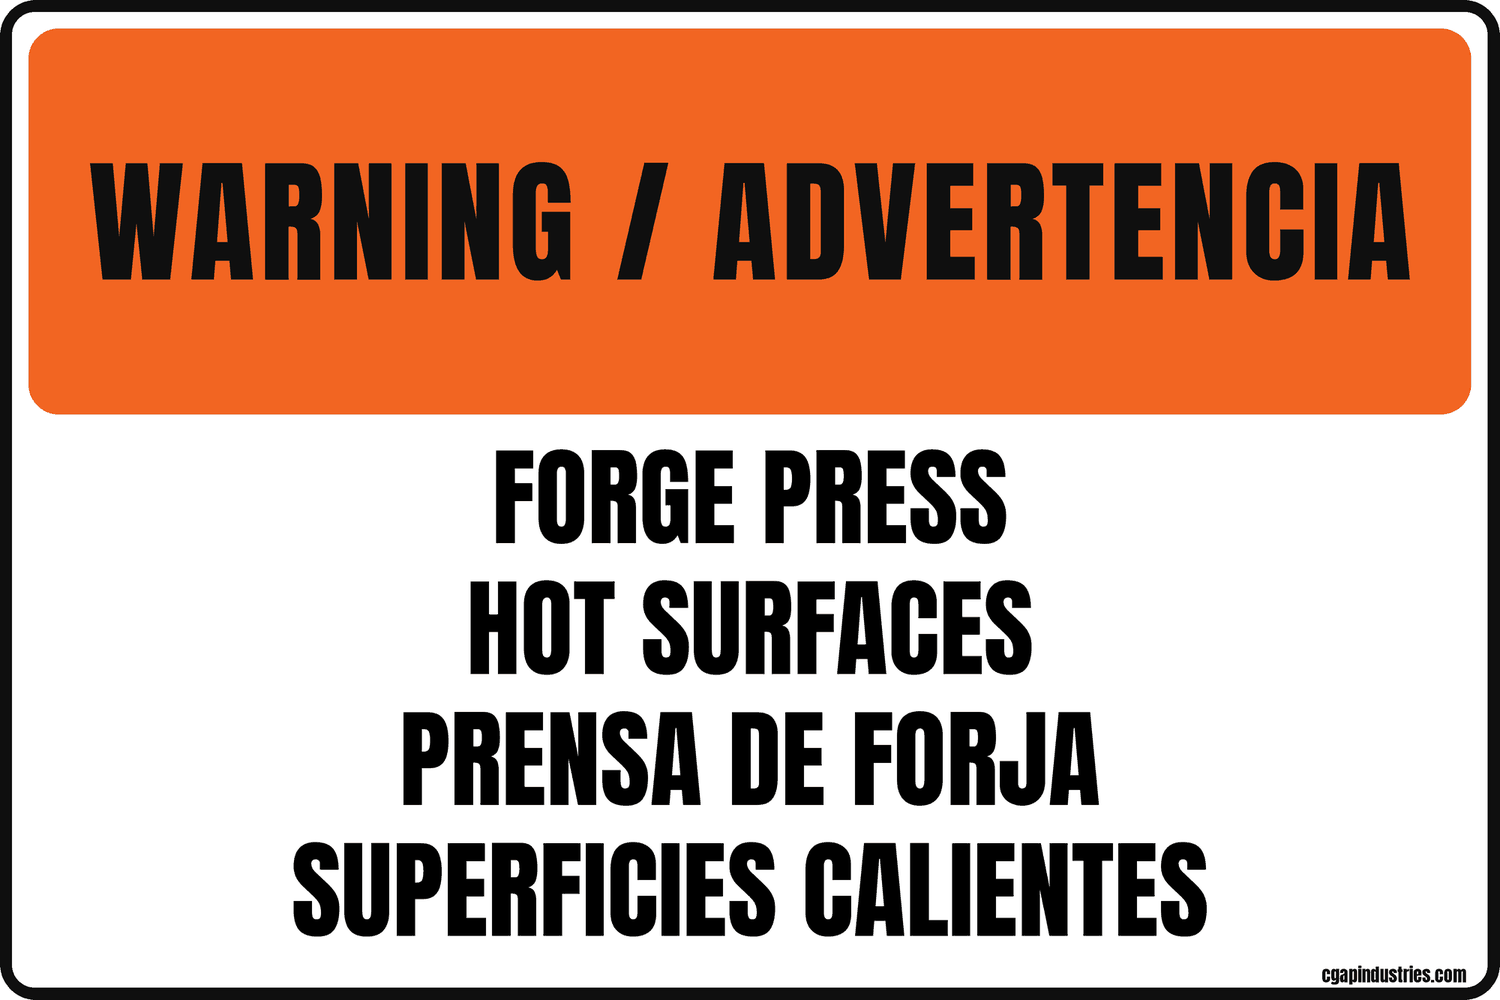 WARNING / ADVERTENCIA
FORGE PRESS
HOT SURFACES
PRENSA DE FORJA
SUPERFICIES CALIENTES
cgapindustries.com